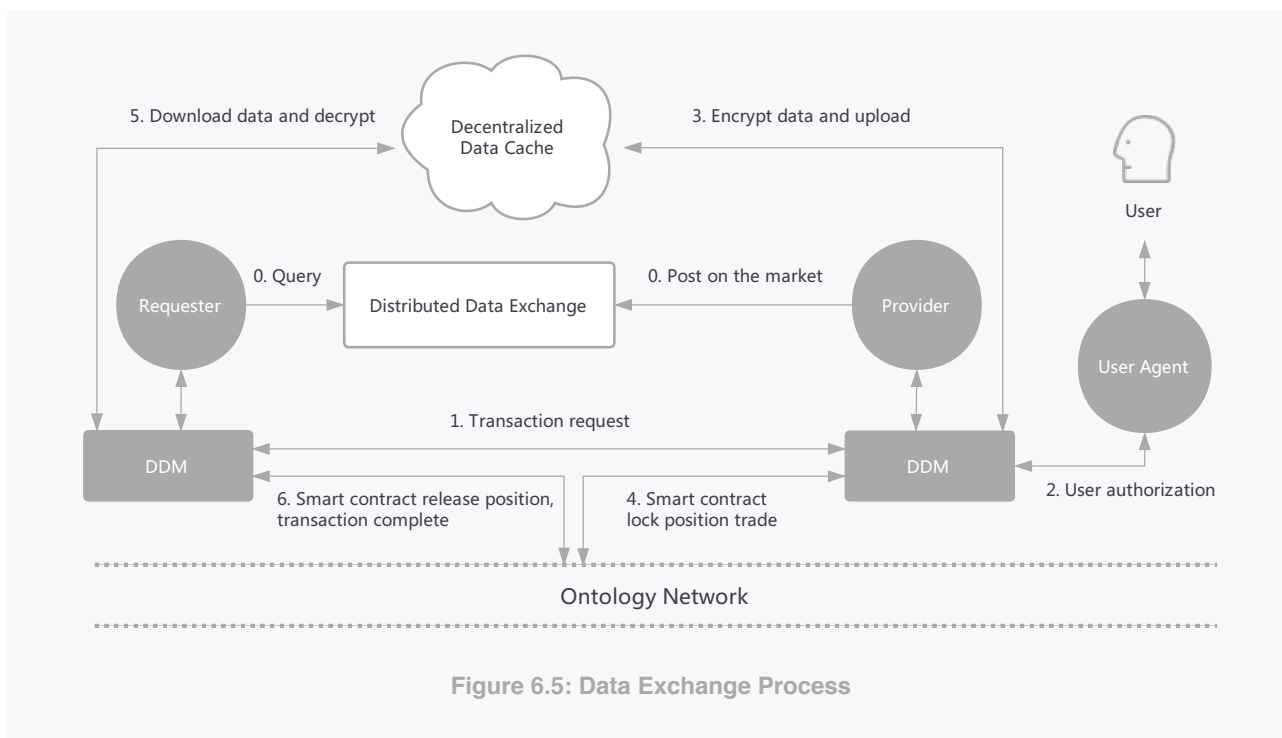 5. Download data and decrypt
Decentralized
Data Cache
3. Encrypt data and upload
User
Requester
0. Query
Distributed Data Exchange
0. Post on the market
Provider
User Agent
1. Transaction request
DDM
DDM
6. Smart contract release position,
transaction complete
4. Smart contract
lock position trade
2. User authorization
Ontology Network
Figure 6.5: Data Exchange Process